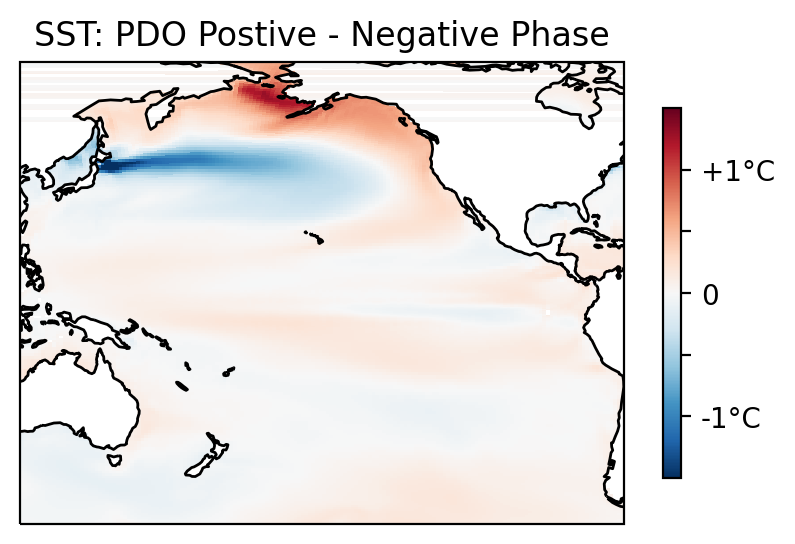 SST: PDO Postive - Negative Phase
+1°C
0
-1°C